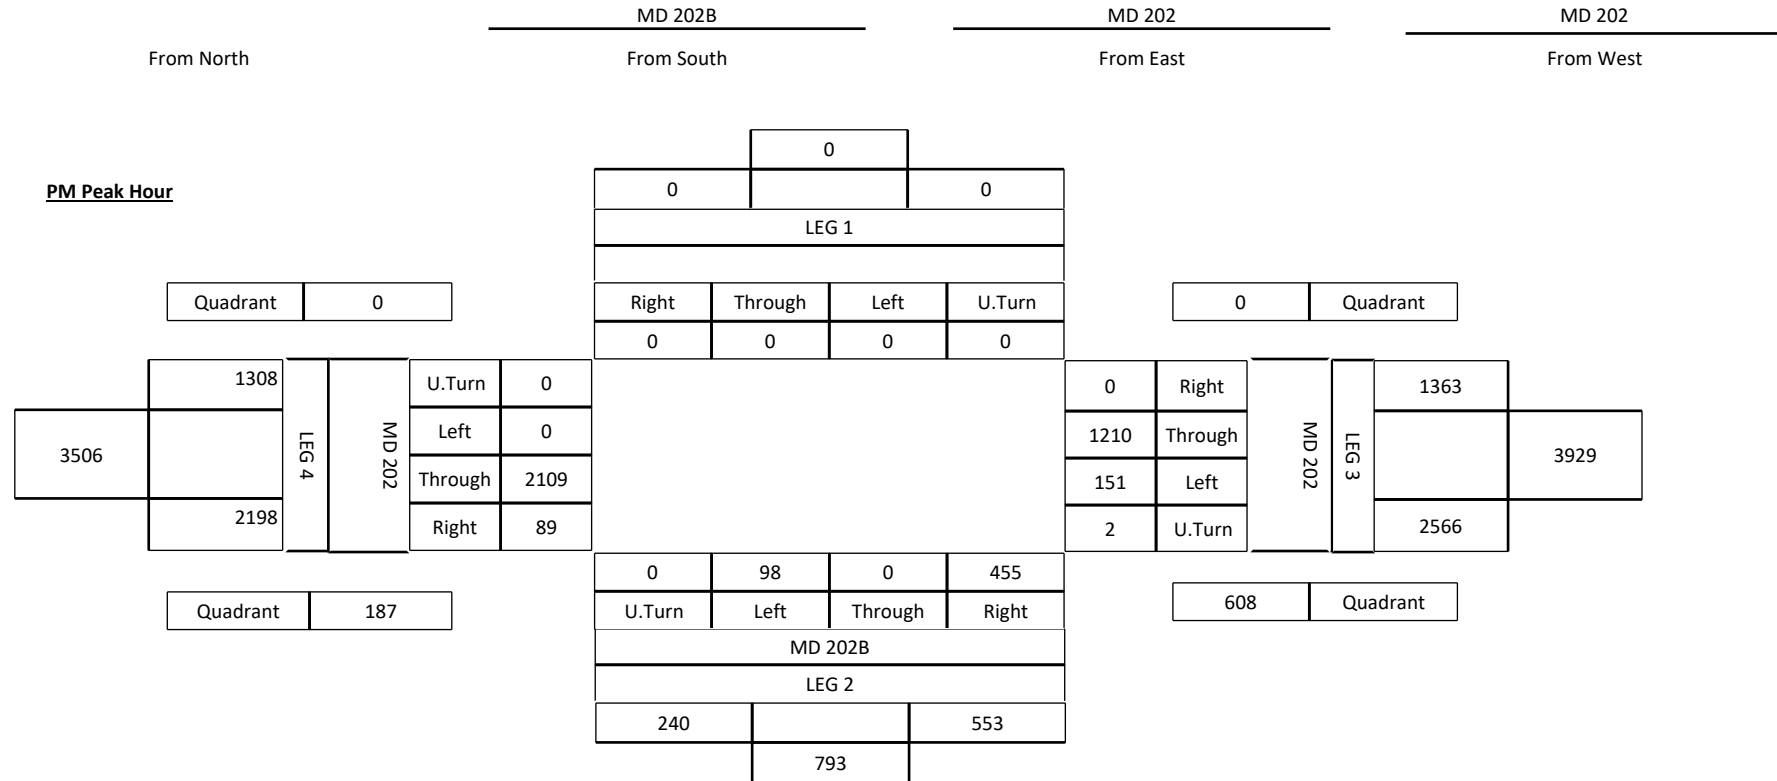 MD 202B MD 202 MD 202
From North From South From East From West
0
PM Peak Hour 0 0
LEG 1
Quadrant 0 Right Through Left U.Turn 0 Quadrant
0 0 0 0
1308 U.Turn 0 0 Right 1363
Left 0 1210 Through
3506 LEG 4 MD 202 MD 202 LEG 3 3929
Through 2109 151 Left
2198 Right 89 2 U.Turn 2566
0 98 0 455
Quadrant 187 U.Turn Left Through Right 608 Quadrant
MD 202B
LEG 2
240 553
793